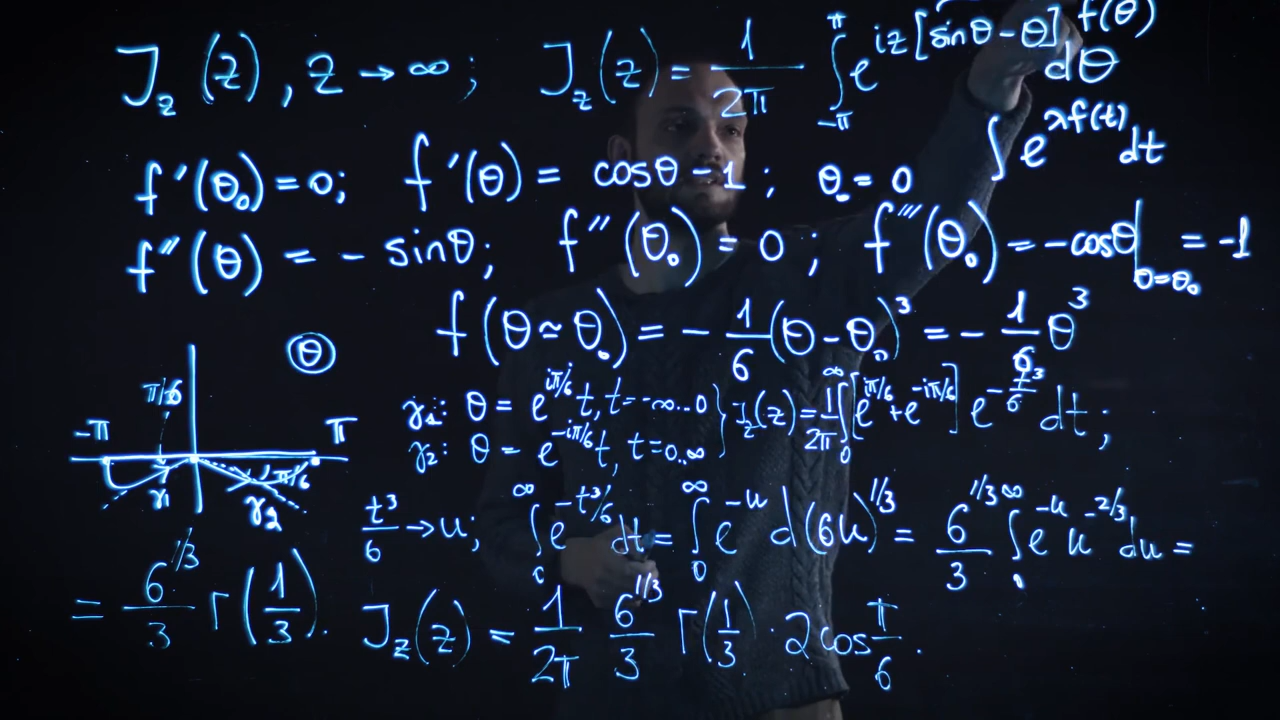 J_z(z), z → ∞; J_z(z) = 1/2π ∫_{-π}^{π} e^{iz[sinθ - θ]} dθ f(θ)
∫ e^{λf(t)} dt
f'(θ₀) = 0; f'(θ) = cosθ - 1; θ₀ = 0
f''(θ) = - sinθ; f''(θ₀) = 0; f'''(θ₀) = -cosθ|_{θ=θ₀} = -1
f(θ ≃ θ₀) = - 1/6 (θ - θ₀)³ = - 1/6 θ³
θ
-π π
γ₁ γ₂ π/6
γ₁: θ = e^{iπ/6} t, t = -∞..0
γ₂: θ = e^{-iπ/6} t, t = 0..∞
} J_z(z) = 1/2π ∫_0^∞ [e^{iπ/6} + e^{-iπ/6}] e^{-t³/6} dt;
t³/6 → u; ∫_0^∞ e^{-t³/6} dt = ∫_0^∞ e^{-u} d(6u)^{1/3} = 6^{1/3}/3 ∫_0^∞ e^{-u} u^{-2/3} du =
= 6^{1/3}/3 Γ(1/3). J_z(z) = 1/2π 6^{1/3}/3 Γ(1/3) · 2cos π/6.